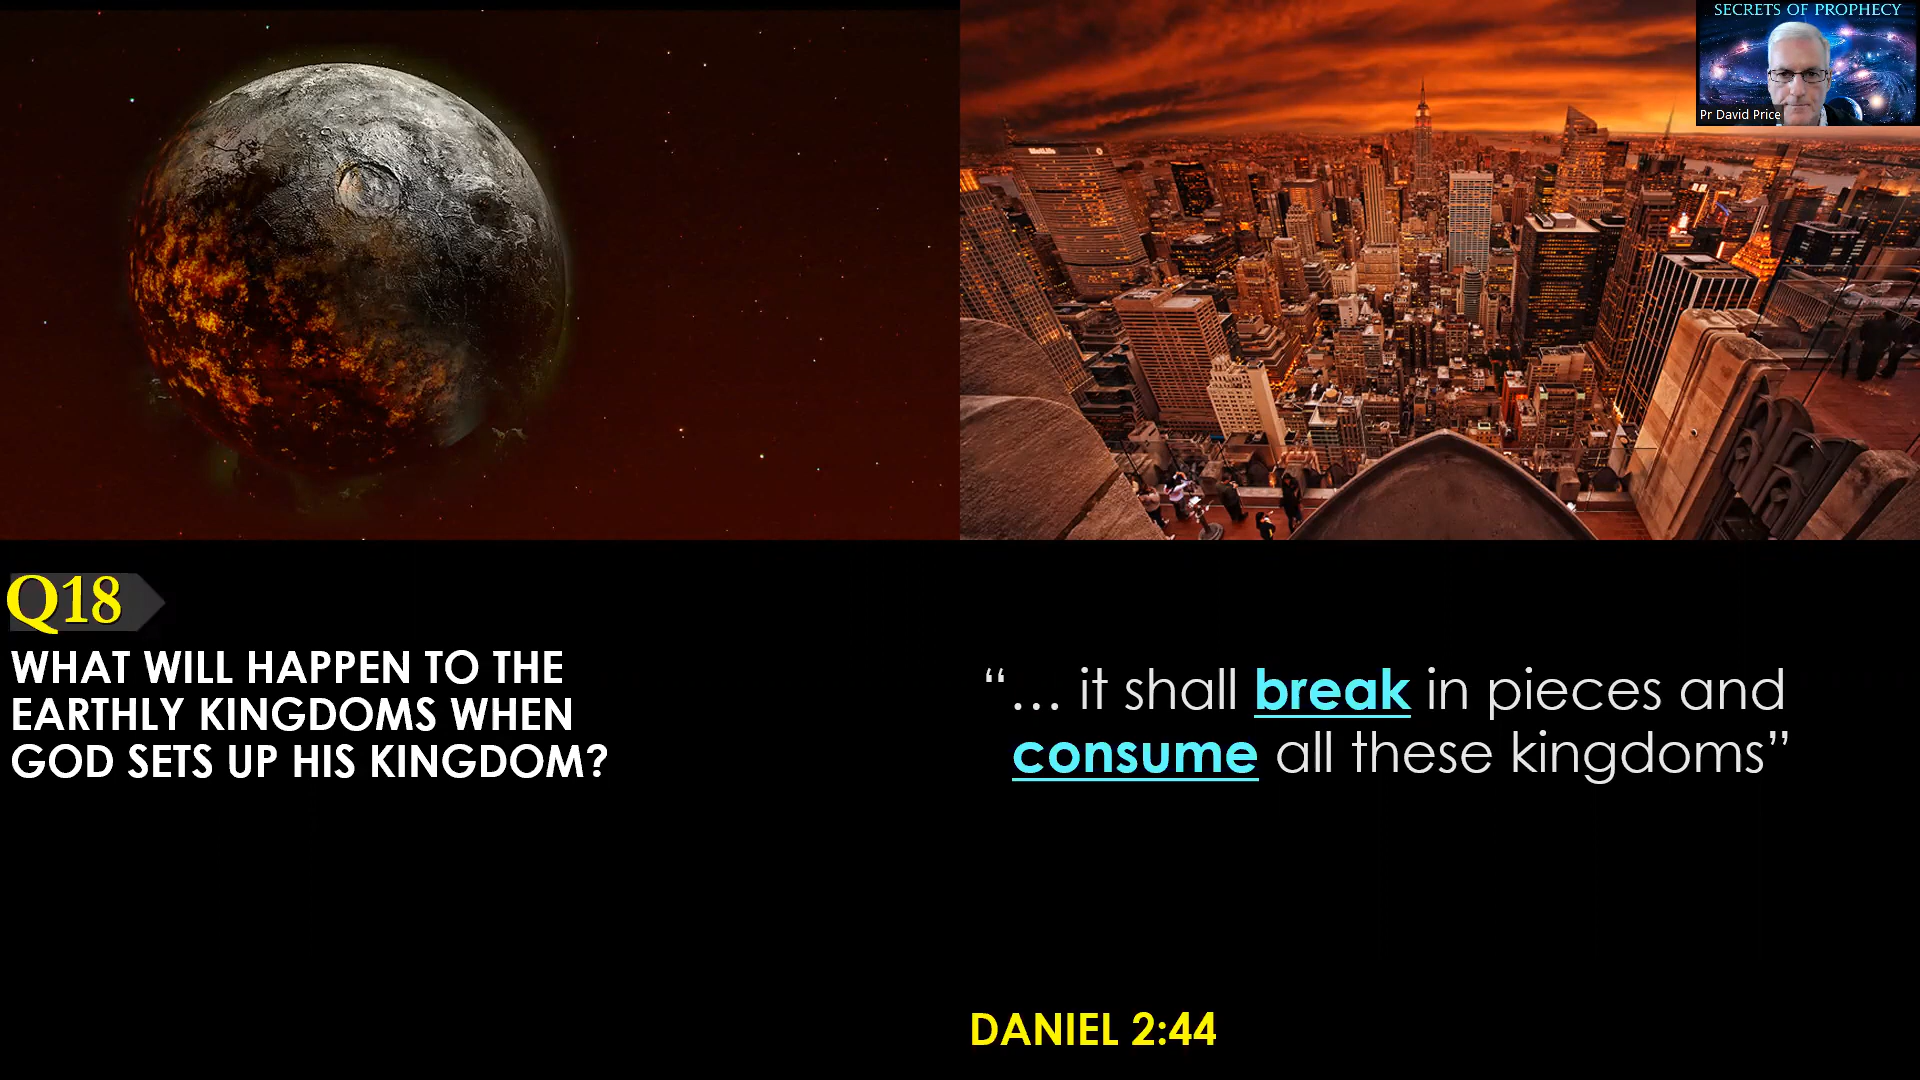 SECRETS OF PROPHECY
Pr David Price
MetLife
Q18
WHAT WILL HAPPEN TO THE
EARTHLY KINGDOMS WHEN
GOD SETS UP HIS KINGDOM?
“… it shall break in pieces and
consume all these kingdoms”
DANIEL 2:44